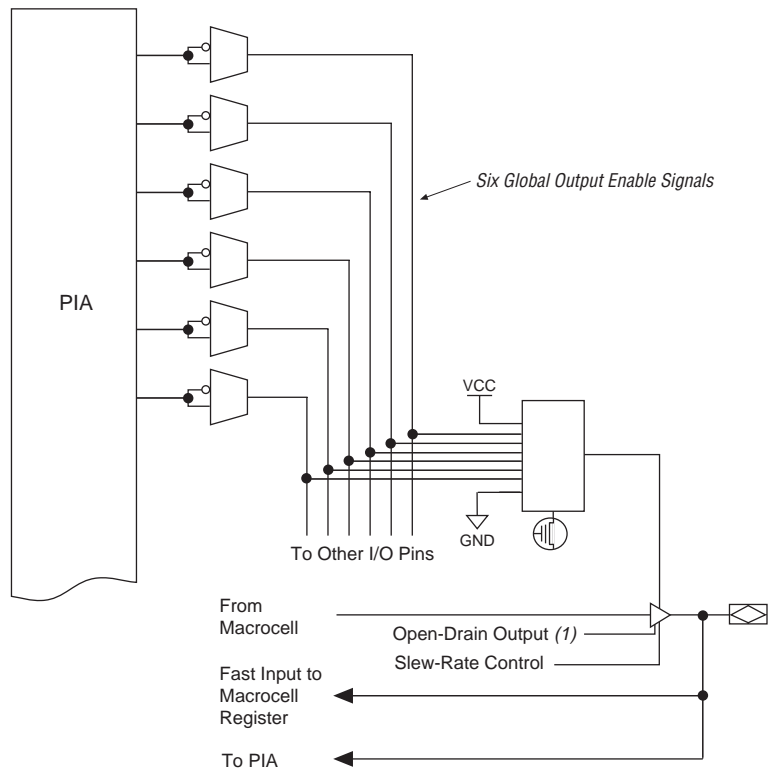 Six Global Output Enable Signals
PIA
VCC
GND
To Other I/O Pins
From
Macrocell
Open-Drain Output (1)
Slew-Rate Control
Fast Input to
Macrocell
Register
To PIA